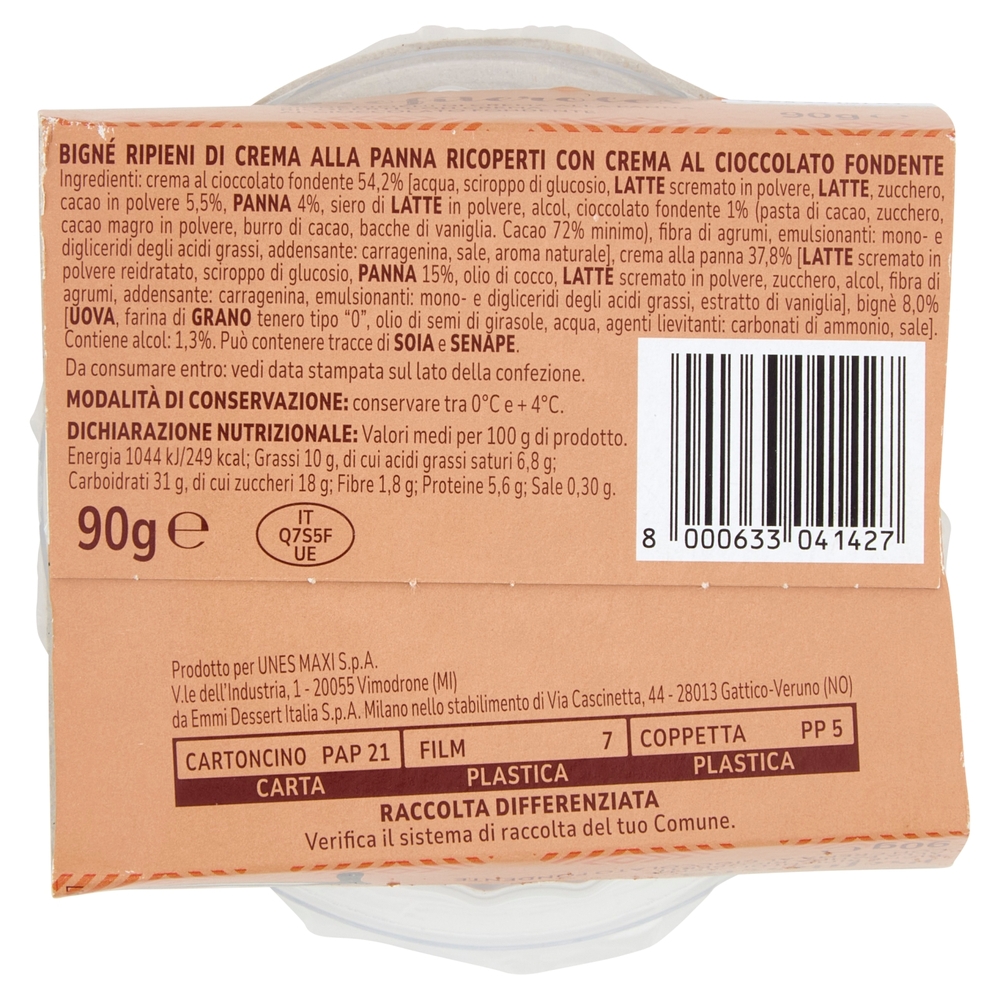 BIGNÉ RIPIENI DI CREMA ALLA PANNA RICOPERTI CON CREMA AL CIOCCOLATO FONDENTE
Ingredienti: crema al cioccolato fondente 54,2% [acqua, sciroppo di glucosio, LATTE scremato in polvere, LATTE, zucchero,
cacao in polvere 5,5%, PANNA 4%, siero di LATTE in polvere, alcol, cioccolato fondente 1% (pasta di cacao, zucchero,
cacao magro in polvere, burro di cacao, bacche di vaniglia. Cacao 72% minimo), fibra di agrumi, emulsionanti: mono- e
digliceridi degli acidi grassi, addensante: carragenina, sale, aroma naturale], crema alla panna 37,8% [LATTE scremato in
polvere reidratato, sciroppo di glucosio, PANNA 15%, olio di cocco, LATTE scremato in polvere, zucchero, alcol, fibra di
agrumi, addensante: carragenina, emulsionanti: mono- e digliceridi degli acidi grassi, estratto di vaniglia], bignè 8,0%
[UOVA, farina di GRANO tenero tipo "0", olio di semi di girasole, acqua, agenti lievitanti: carbonati di ammonio, sale].
Contiene alcol: 1,3%. Può contenere tracce di SOIA e SENAPE.
Da consumare entro: vedi data stampata sul lato della confezione.
MODALITÀ DI CONSERVAZIONE: conservare tra 0°C e + 4°C.
DICHIARAZIONE NUTRIZIONALE: Valori medi per 100 g di prodotto.
Energia 1044 kJ/249 kcal; Grassi 10 g, di cui acidi grassi saturi 6,8 g;
Carboidrati 31 g, di cui zuccheri 18 g; Fibre 1,8 g; Proteine 5,6 g; Sale 0,30 g.
90g e
IT
Q7S5F
UE
8 000633 041427
Prodotto per UNES MAXI S.p.A.
V.le dell'Industria, 1 - 20055 Vimodrone (MI)
da Emmi Dessert Italia S.p.A. Milano nello stabilimento di Via Cascinetta, 44 - 28013 Gattico-Veruno (NO)
CARTONCINO PAP 21 FILM 7 COPPETTA PP 5
CARTA PLASTICA PLASTICA
RACCOLTA DIFFERENZIATA
Verifica il sistema di raccolta del tuo Comune.